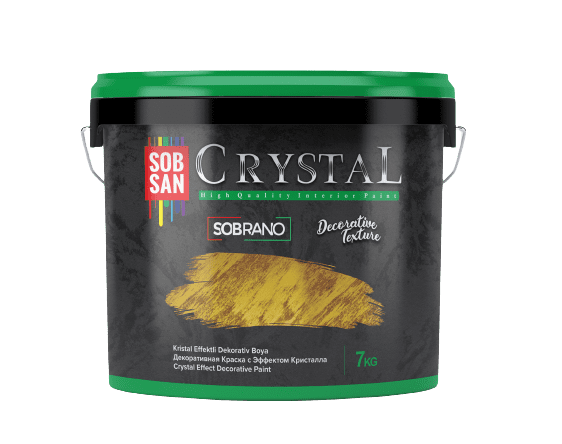 SOB
SAN
CRYSTAL
High Quality Interior Paint
SOBRANO
Decorative
Texture
Kristal Effektli Dekorativ Boya
Декоративная Краска с Эффектом Кристалла
Crystal Effect Decorative Paint
7KG